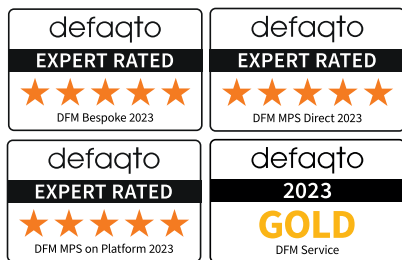 defaqto
EXPERT RATED
DFM Bespoke 2023
defaqto
EXPERT RATED
DFM MPS Direct 2023
defaqto
EXPERT RATED
DFM MPS on Platform 2023
defaqto
2023
GOLD
DFM Service